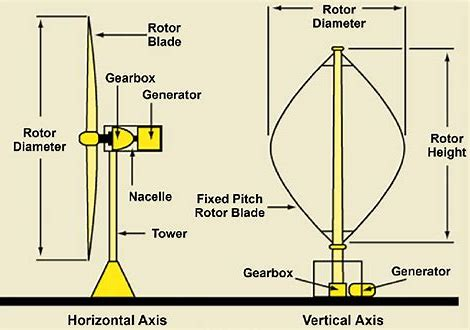 Rotor
Blade
Gearbox
Generator
Rotor
Diameter
Nacelle
Tower
Horizontal Axis
Rotor
Diameter
Rotor
Height
Fixed Pitch
Rotor Blade
Gearbox
Generator
Vertical Axis